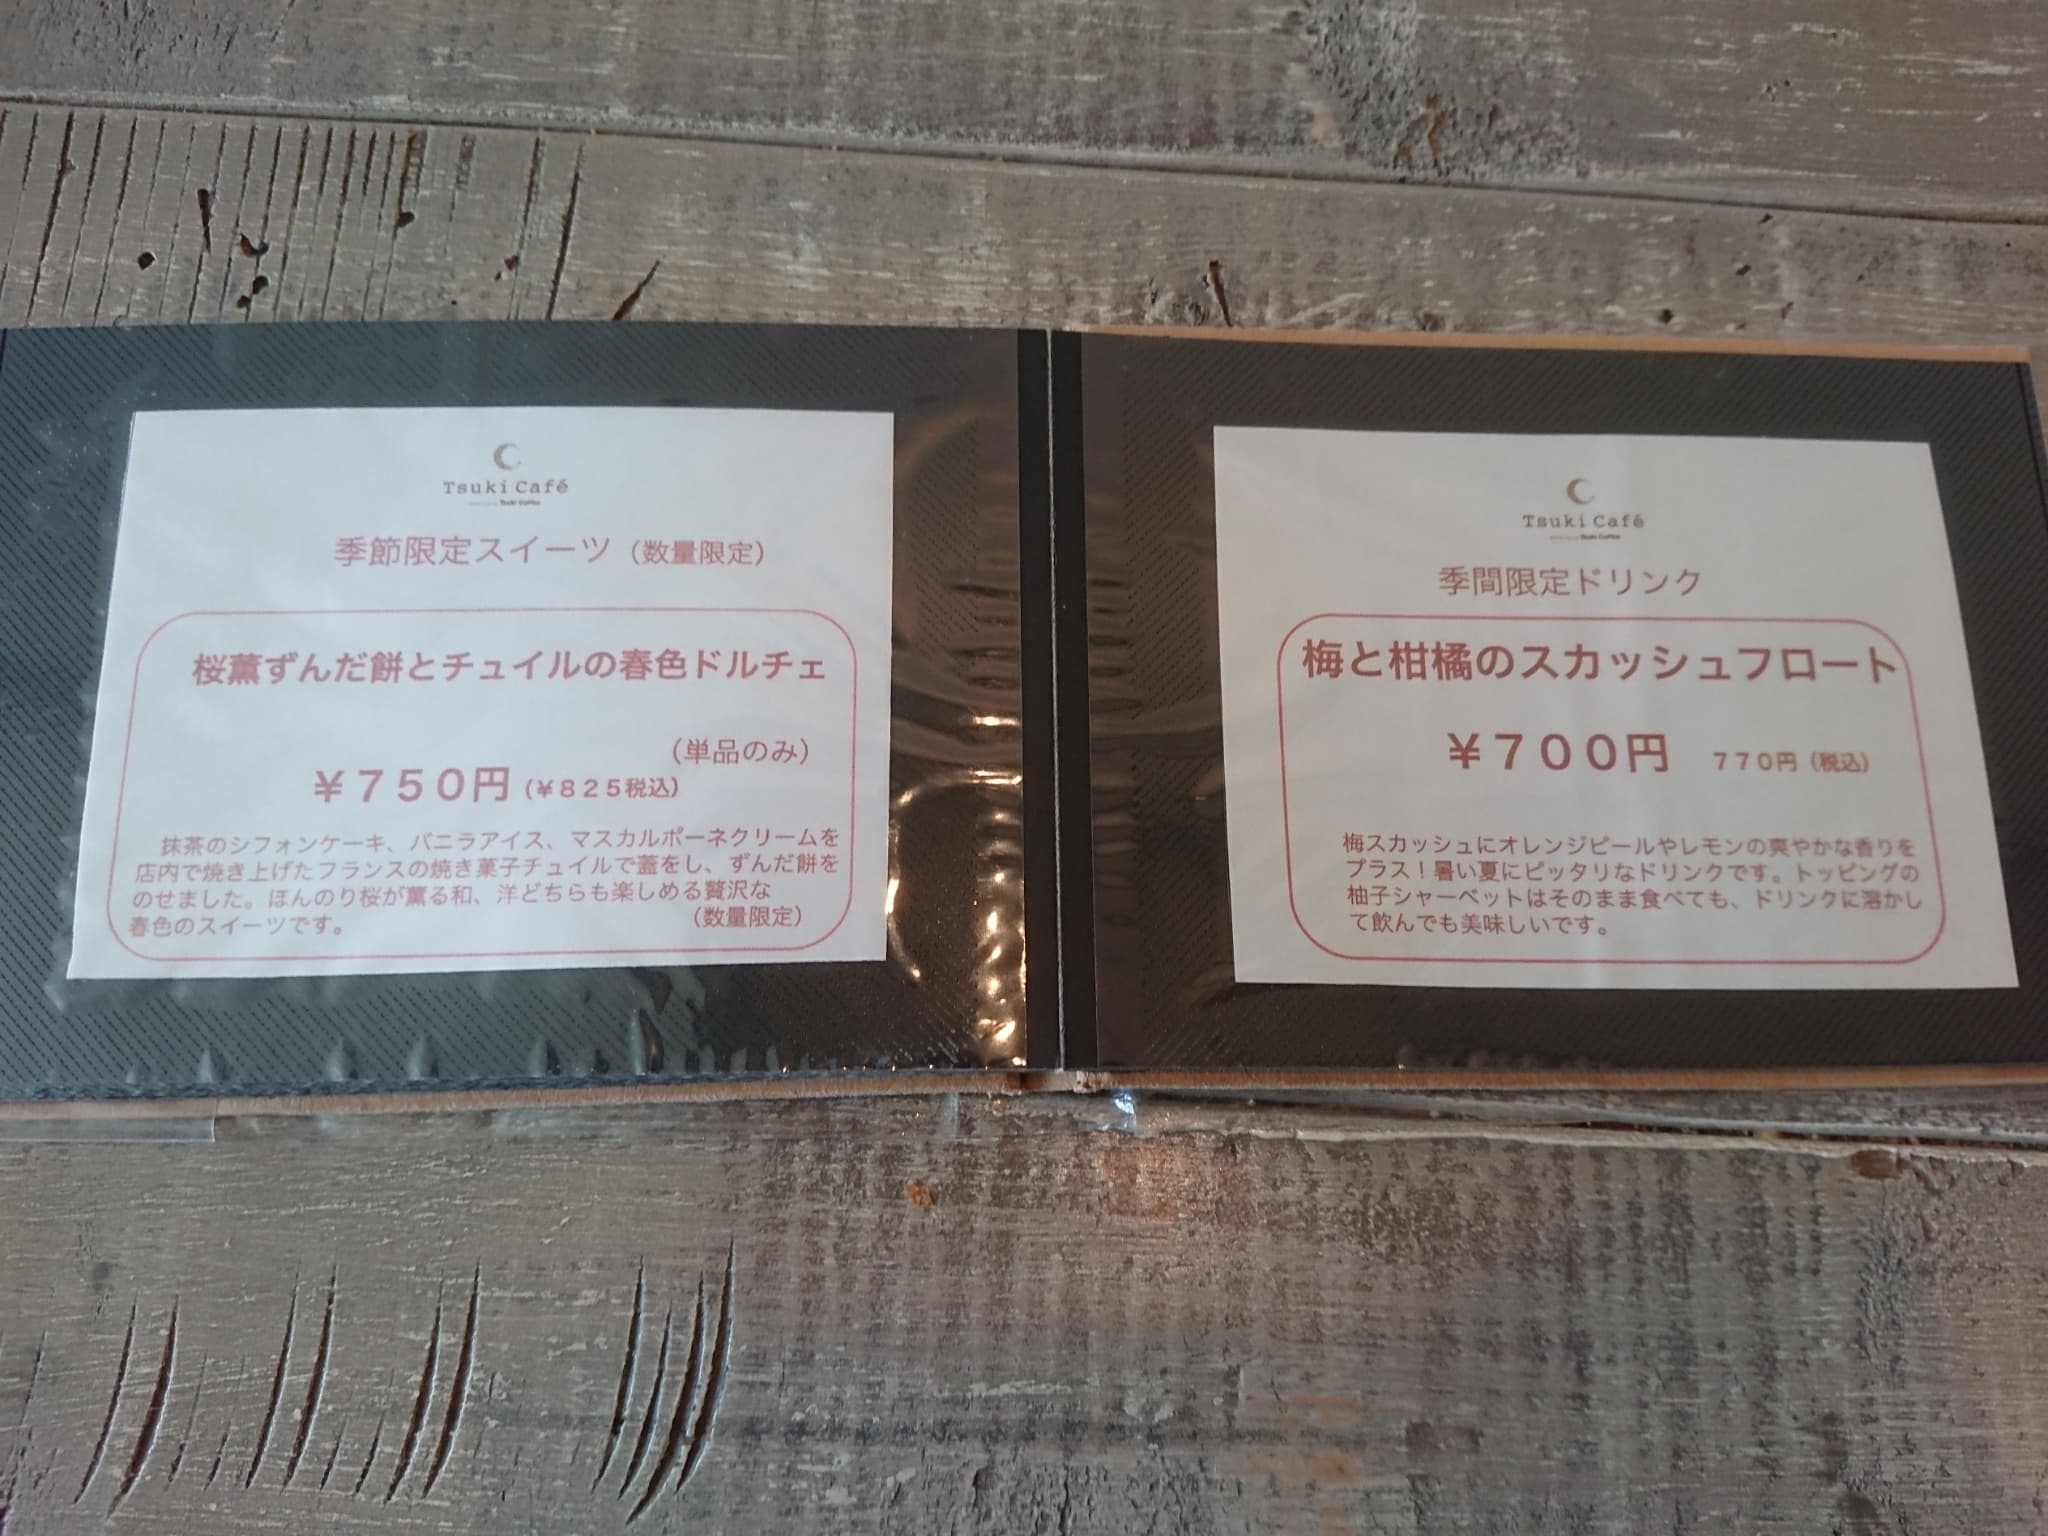 Tsuki Café
Tsuki Coffee
季節限定スイーツ（数量限定）
桜薫ずんだ餅とチュイルの春色ドルチェ
（単品のみ）
￥７５０円（￥８２５税込）
抹茶のシフォンケーキ、バニラアイス、マスカルポーネクリームを
店内で焼き上げたフランスの焼き菓子チュイルで蓋をし、ずんだ餅を
のせました。ほんのり桜が薫る和、洋どちらも楽しめる贅沢な
春色のスイーツです。
（数量限定）
Tsuki Café
Tsuki Coffee
季間限定ドリンク
梅と柑橘のスカッシュフロート
￥７００円　７７０円（税込）
梅スカッシュにオレンジピールやレモンの爽やかな香りを
プラス！暑い夏にピッタリなドリンクです。トッピングの
柚子シャーベットはそのまま食べても、ドリンクに溶かし
て飲んでも美味しいです。